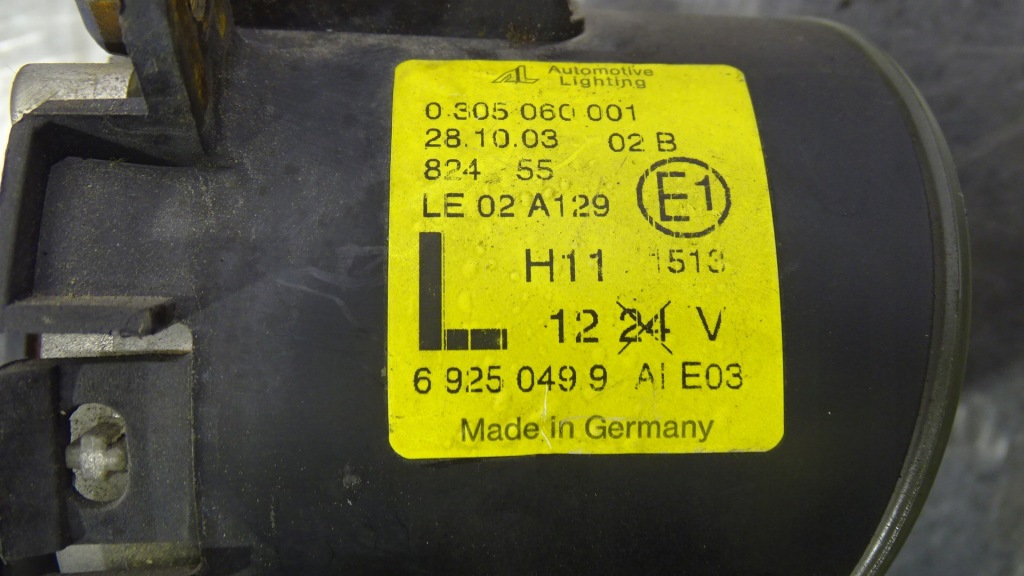 AL Automotive
Lighting
0 305 060 001
28.10.03 02 B
824 55
LE 02 A129 E1
L H11 1513
12 24 V
6 925 049 9 AI E03
Made in Germany